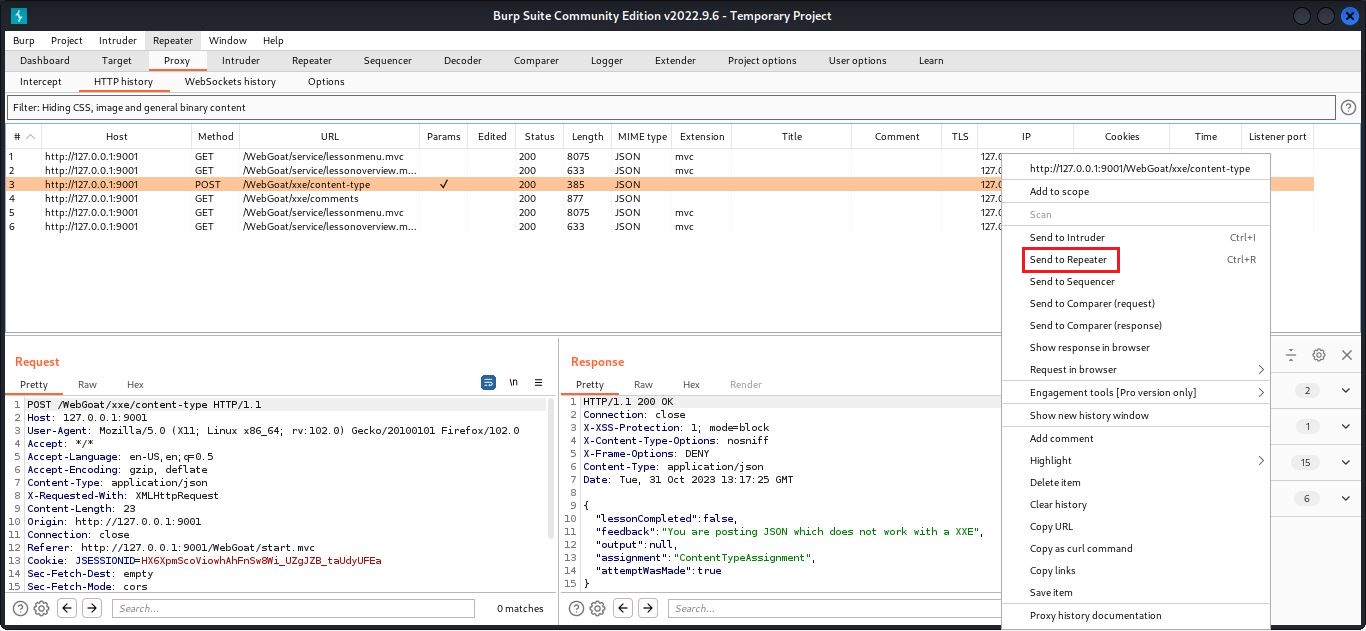 Burp Suite Community Edition v2022.9.6 - Temporary Project
Burp Project Intruder Repeater Window Help
Dashboard Target Proxy Intruder Repeater Sequencer Decoder Comparer Logger Extender Project options User options Learn
Intercept HTTP history WebSockets history Options
Filter: Hiding CSS, image and general binary content
# Host Method URL Params Edited Status Length MIME type Extension Title Comment TLS IP Cookies Time Listener port
1 http://127.0.0.1:9001 GET /WebGoat/service/lessonmenu.mvc 200 8075 JSON mvc 127.0
2 http://127.0.0.1:9001 GET /WebGoat/service/lessonoverview.m... 200 633 JSON mvc 127.0
3 http://127.0.0.1:9001 POST /WebGoat/xxe/content-type ✓ 200 385 JSON 127.0
4 http://127.0.0.1:9001 GET /WebGoat/xxe/comments 200 877 JSON 127.0
5 http://127.0.0.1:9001 GET /WebGoat/service/lessonmenu.mvc 200 8075 JSON mvc 127.0
6 http://127.0.0.1:9001 GET /WebGoat/service/lessonoverview.m... 200 633 JSON mvc 127.0
http://127.0.0.1:9001/WebGoat/xxe/content-type
Add to scope
Scan
Send to Intruder Ctrl+I
Send to Repeater Ctrl+R
Send to Sequencer
Send to Comparer (request)
Send to Comparer (response)
Show response in browser
Request in browser
Engagement tools [Pro version only]
Show new history window
Add comment
Highlight
Delete item
Clear history
Copy URL
Copy as curl command
Copy links
Save item
Proxy history documentation
Request
Pretty Raw Hex
\n
1 POST /WebGoat/xxe/content-type HTTP/1.1
2 Host: 127.0.0.1:9001
3 User-Agent: Mozilla/5.0 (X11; Linux x86_64; rv:102.0) Gecko/20100101 Firefox/102.0
4 Accept: */*
5 Accept-Language: en-US,en;q=0.5
6 Accept-Encoding: gzip, deflate
7 Content-Type: application/json
8 X-Requested-With: XMLHttpRequest
9 Content-Length: 23
10 Origin: http://127.0.0.1:9001
11 Connection: close
12 Referer: http://127.0.0.1:9001/WebGoat/start.mvc
13 Cookie: JSESSIONID=HX6XpmScoViowhAhFnSw8Wi_UZgJZB_taUdyUFEa
14 Sec-Fetch-Dest: empty
15 Sec-Fetch-Mode: cors
Search... 0 matches
Response
Pretty Raw Hex Render
1 HTTP/1.1 200 OK
2 Connection: close
3 X-XSS-Protection: 1; mode=block
4 X-Content-Type-Options: nosniff
5 X-Frame-Options: DENY
6 Content-Type: application/json
7 Date: Tue, 31 Oct 2023 13:17:25 GMT
8
9 {
10 "lessonCompleted":false,
11 "feedback":"You are posting JSON which does not work with a XXE",
12 "output":null,
13 "assignment":"ContentTypeAssignment",
14 "attemptWasMade":true
15 }
Search...
2
1
15
6